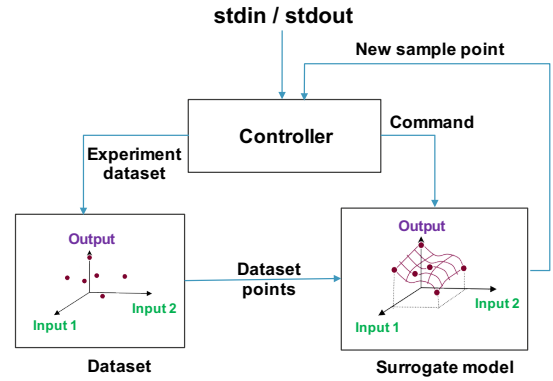 stdin / stdout
New sample point
Controller
Command
Experiment
dataset
Output
Input 1
Input 2
Dataset
Dataset
points
Output
Input 1
Input 2
Surrogate model